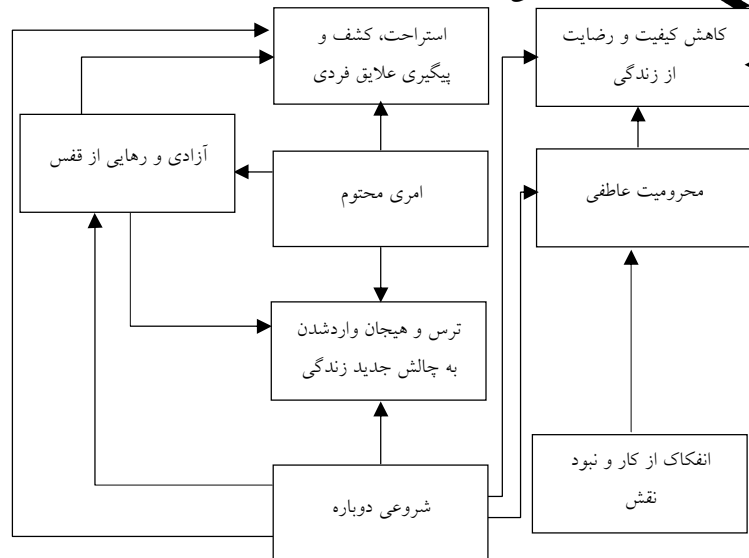 استراحت، کشف و
پیگیری علایق فردی
کاهش کیفیت و رضایت
از زندگی
آزادی و رهایی از قفس
امری محتوم
محرومیت عاطفی
ترس و هیجان واردشدن
به چالش جدید زندگی
انفکاک از کار و نبود
نقش
شروعی دوباره